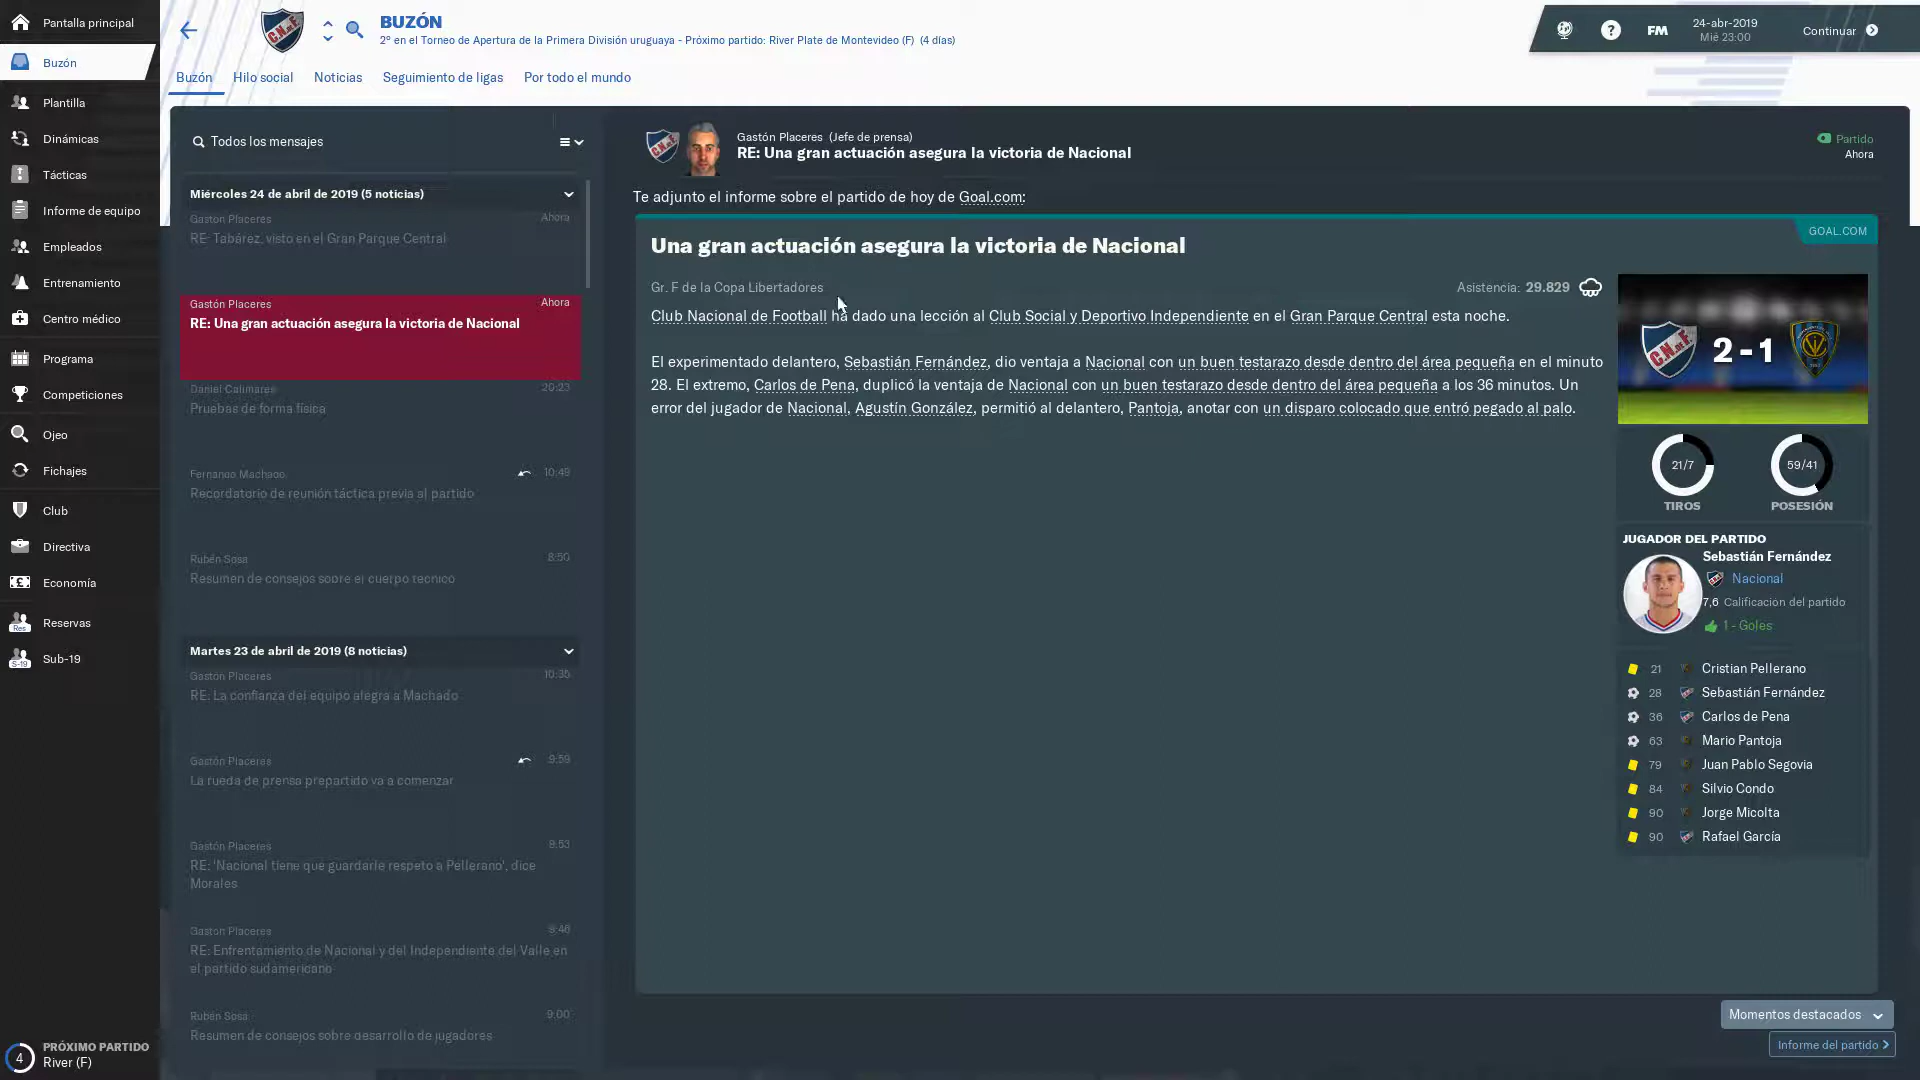 Pantalla principal
Buzón
Plantilla
Dinámicas
Tácticas
Informe de equipo
Empleados
Entrenamiento
Centro médico
Programa
Competiciones
Ojeo
Fichajes
Club
Directiva
Economía
Res
Reservas
S-19
Sub-19
4
PRÓXIMO PARTIDO
River (F)
C.N. de F.
BUZÓN
2º en el Torneo de Apertura de la Primera División uruguaya - Próximo partido: River Plate de Montevideo (F) (4 días)
?
FM
24-abr-2019
Mié 23:00
Continuar
Buzón
Hilo social
Noticias
Seguimiento de ligas
Por todo el mundo
Todos los mensajes
Miércoles 24 de abril de 2019 (5 noticias)
Gastón Placeres
Ahora
RE: Tabárez, visto en el Gran Parque Central
Gastón Placeres
Ahora
RE: Una gran actuación asegura la victoria de Nacional
Daniel Calimares
20:23
Pruebas de forma física
Fernando Machado
10:49
Recordatorio de reunión táctica previa al partido
Rubén Sosa
8:50
Resumen de consejos sobre el cuerpo técnico
Martes 23 de abril de 2019 (8 noticias)
Gastón Placeres
10:35
RE: La confianza del equipo alegra a Machado
Gastón Placeres
9:59
La rueda de prensa prepartido va a comenzar
Gastón Placeres
9:53
RE: 'Nacional tiene que guardarle respeto a Pellerano', dice
Morales
Gastón Placeres
9:46
RE: Enfrentamiento de Nacional y del Independiente del Valle en
el partido sudamericano
Rubén Sosa
9:00
Resumen de consejos sobre desarrollo de jugadores
Gastón Placeres (Jefe de prensa)
RE: Una gran actuación asegura la victoria de Nacional
Partido
Ahora
Te adjunto el informe sobre el partido de hoy de Goal.com:
GOAL.COM
Una gran actuación asegura la victoria de Nacional
Gr. F de la Copa Libertadores
Asistencia: 29.829
Club Nacional de Football ha dado una lección al Club Social y Deportivo Independiente en el Gran Parque Central esta noche.
El experimentado delantero, Sebastián Fernández, dio ventaja a Nacional con un buen testarazo desde dentro del área pequeña en el minuto
28. El extremo, Carlos de Pena, duplicó la ventaja de Nacional con un buen testarazo desde dentro del área pequeña a los 36 minutos. Un
error del jugador de Nacional, Agustín González, permitió al delantero, Pantoja, anotar con un disparo colocado que entró pegado al palo.
C.N. de F.
2 - 1
21/7
TIROS
59/41
POSESIÓN
JUGADOR DEL PARTIDO
Sebastián Fernández
Nacional
7,6 Calificación del partido
1 - Goles
21 Cristian Pellerano
28 Sebastián Fernández
36 Carlos de Pena
63 Mario Pantoja
79 Juan Pablo Segovia
84 Silvio Condo
90 Jorge Micolta
90 Rafael García
Momentos destacados
Informe del partido